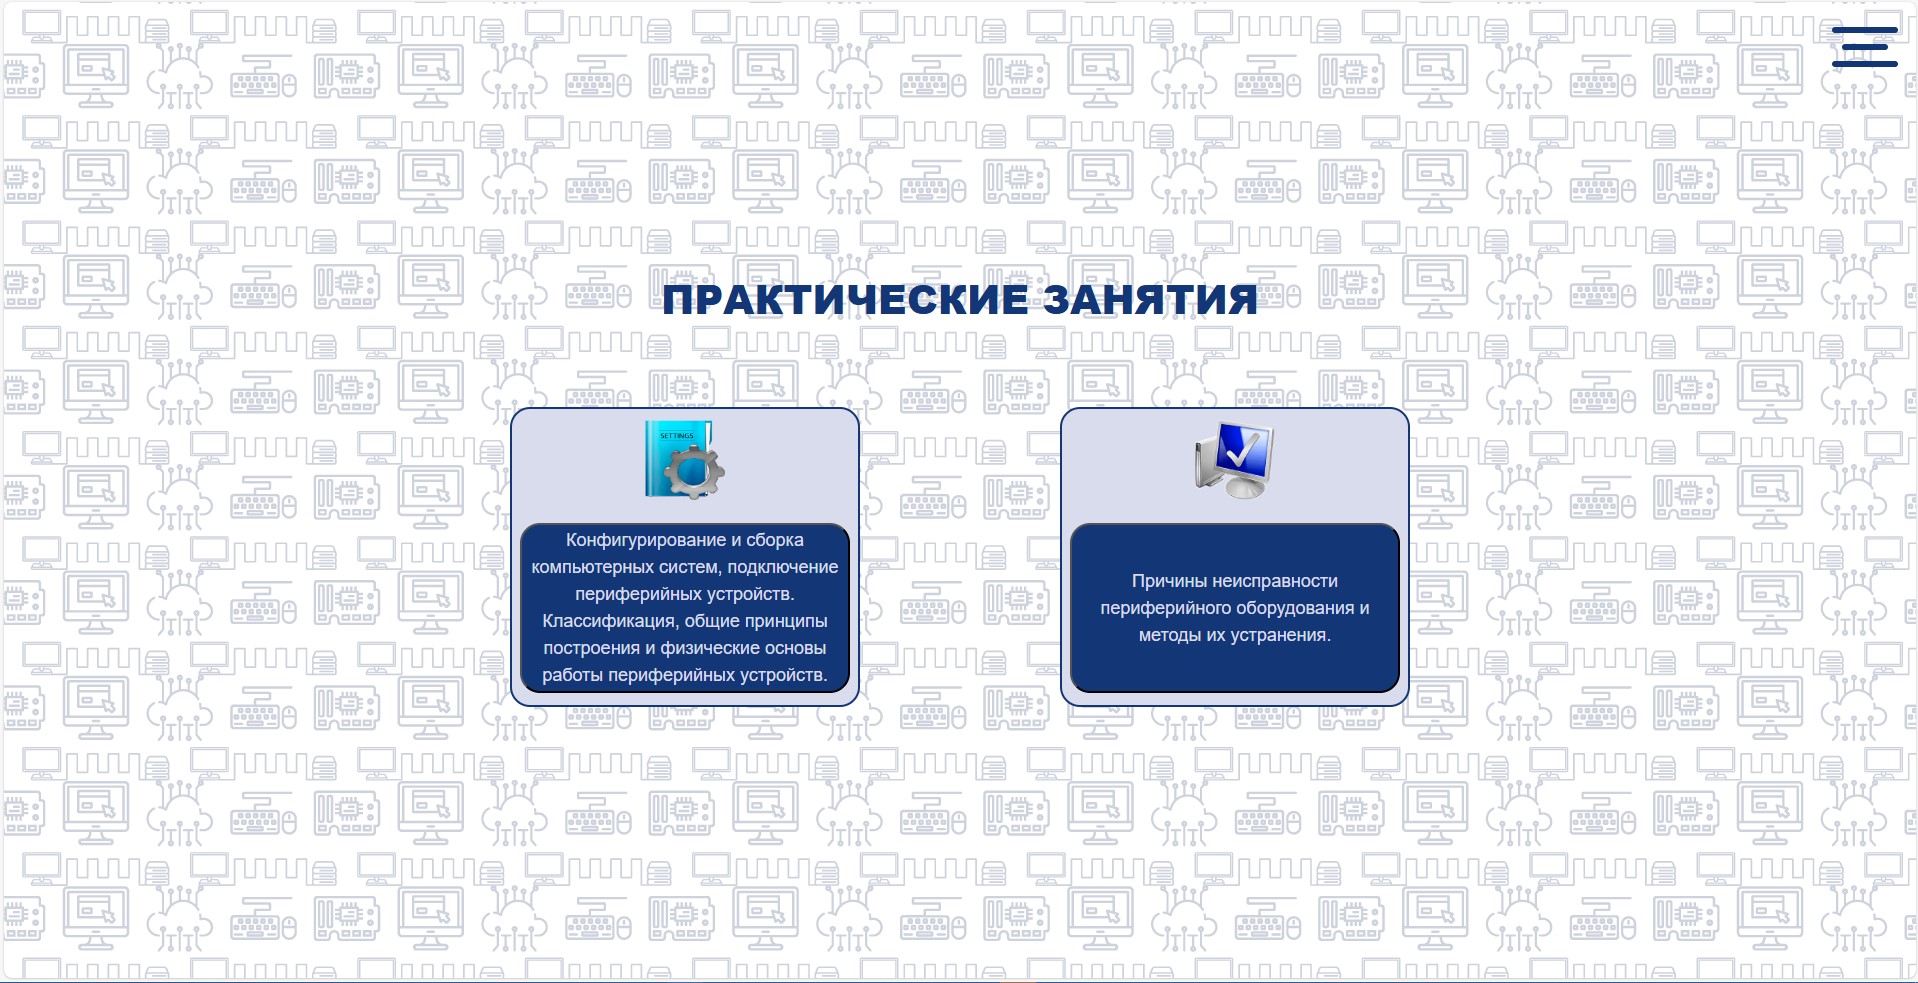 ПРАКТИЧЕСКИЕ ЗАНЯТИЯ
SETTINGS
Конфигурирование и сборка
компьютерных систем, подключение
периферийных устройств.
Классификация, общие принципы
построения и физические основы
работы периферийных устройств.
Причины неисправности
периферийного оборудования и
методы их устранения.